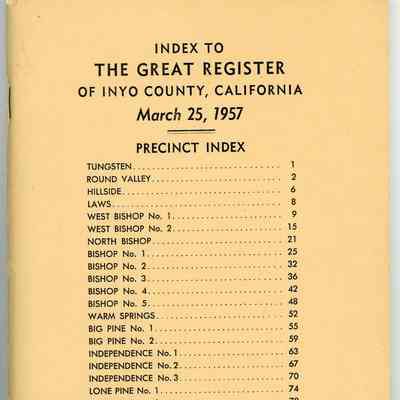 INDEX TO
THE GREAT REGISTER
OF INYO COUNTY, CALIFORNIA
March 25, 1957
PRECINCT INDEX
TUNGSTEN 1
ROUND VALLEY 2
HILLSIDE 6
LAWS 8
WEST BISHOP No. 1 9
WEST BISHOP No. 2 15
NORTH BISHOP 21
BISHOP No. 1 25
BISHOP No. 2 32
BISHOP No. 3 36
BISHOP No. 4 42
BISHOP No. 5 48
WARM SPRINGS 52
BIG PINE No. 1 55
BIG PINE No. 2 59
INDEPENDENCE No. 1 63
INDEPENDENCE No. 2 67
INDEPENDENCE No. 3 70
LONE PINE No. 1 74